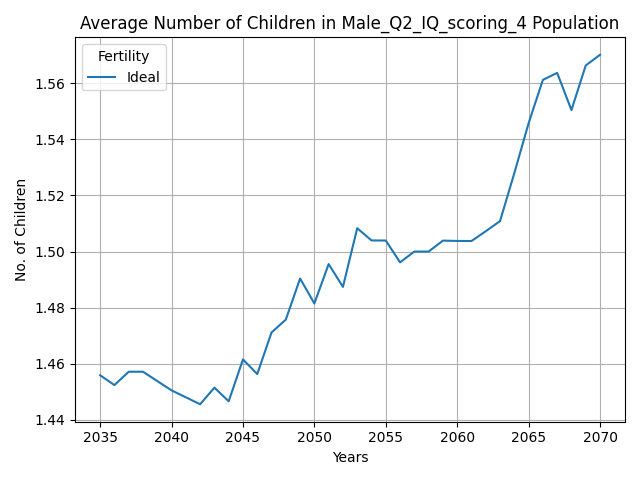 Average Number of Children in Male_Q2_IQ_scoring_4 Population
Fertility
Ideal
No. of Children
1.56
1.54
1.52
1.50
1.48
1.46
1.44
2035 2040 2045 2050 2055 2060 2065 2070
Years